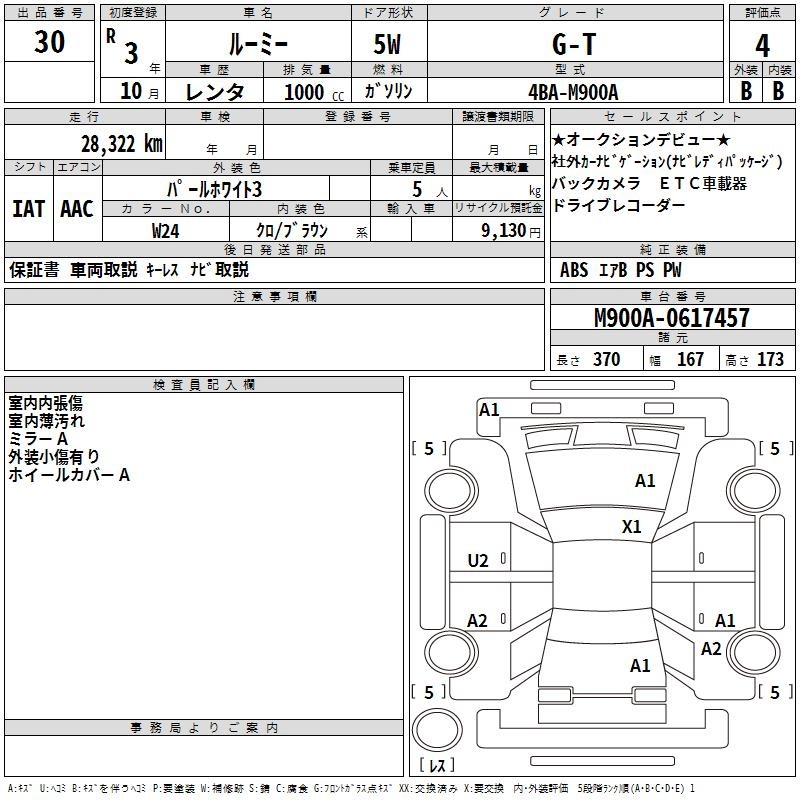 出品番号 初度登録 車名 ドア形状 グレード 評価点
30 R 3 年 ルーミー 5W G-T 4
車歴 排気量 燃料 型式 外装 内装
10 月 レンタ 1000 CC ｶﾞｿﾘﾝ 4BA-M900A B B
走行 車検 登録番号 譲渡書類期限 セールスポイント
28,322 km 年 月 月 日 ★オークションデビュー★
シフト エアコン 外装色 乗車定員 最大積載量
社外ｶｰﾅﾋﾞｹﾞｰｼｮﾝ(ﾅﾋﾞﾚﾃﾞｨﾊﾟｯｹｰｼﾞ)
IAT AAC パールホワイト3 5 人 kg
バックカメラ ETC車載器
カラーNo. 内装色 輸入車 リサイクル預託金
ドライブレコーダー
W24 ｸﾛ/ﾌﾞﾗｳﾝ 系 9,130 円
後日発送部品 純正装備
保証書 車両取説 ｷｰﾚｽ ﾅﾋﾞ取説 ABS ｴｱB PS PW
注意事項欄 車台番号
M900A-0617457
諸元
長さ 370 幅 167 高さ 173
検査員記入欄
室内内張傷
室内薄汚れ
ミラーA
外装小傷有り
ホイールカバーA
A1
[ 5 ] [ 5 ]
A1
X1
U2
A2 A1
A2
A1
[ 5 ] [ 5 ]
事務局よりご案内
[ ﾚｽ ]
A:ｷｽﾞ U:ﾍｺﾐ B:ｷｽﾞを伴うﾍｺﾐ P:要塗装 W:補修跡 S:錆 C:腐食 G:ﾌﾛﾝﾄｶﾞﾗｽ点ｷｽﾞ XX:交換済み X:要交換 内･外装評価 5段階ﾗﾝｸ順(A･B･C･D･E) 1